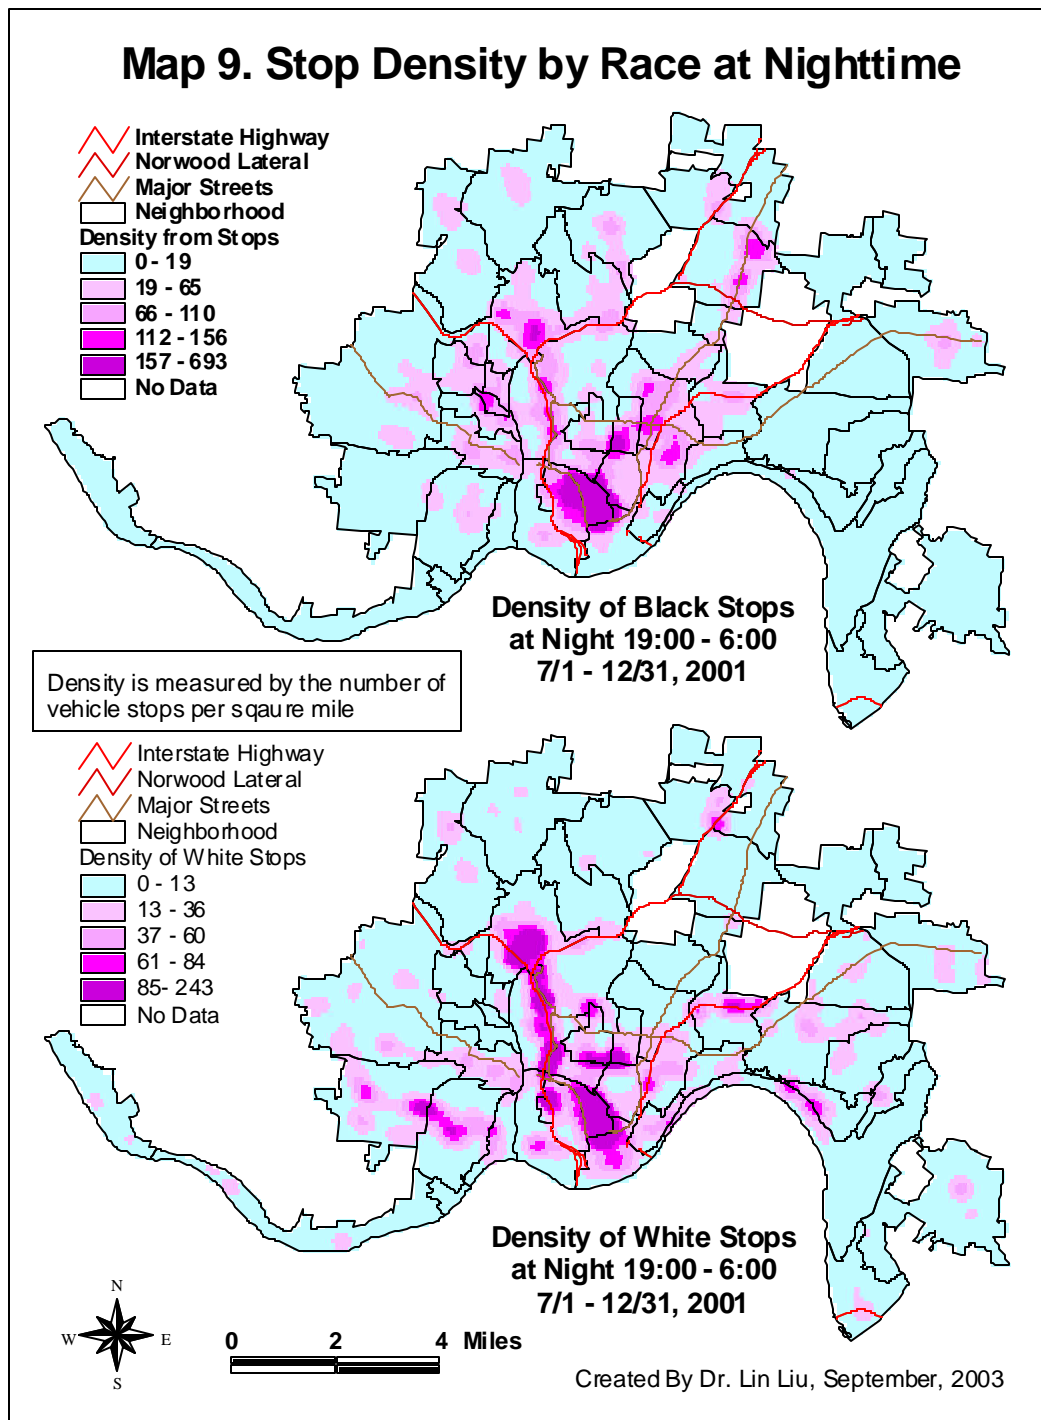 Map 9. Stop Density by Race at Nighttime
Interstate Highway
Norwood Lateral
Major Streets
Neighborhood
Density from Stops
0 - 19
19 - 65
66 - 110
112 - 156
157 - 693
No Data
Density of Black Stops
at Night 19:00 - 6:00
7/1 - 12/31, 2001
Density is measured by the number of
vehicle stops per sqaure mile
Interstate Highway
Norwood Lateral
Major Streets
Neighborhood
Density of White Stops
0 - 13
13 - 36
37 - 60
61 - 84
85- 243
No Data
Density of White Stops
at Night 19:00 - 6:00
7/1 - 12/31, 2001
N
W
E
S
0 2 4 Miles
Created By Dr. Lin Liu, September, 2003